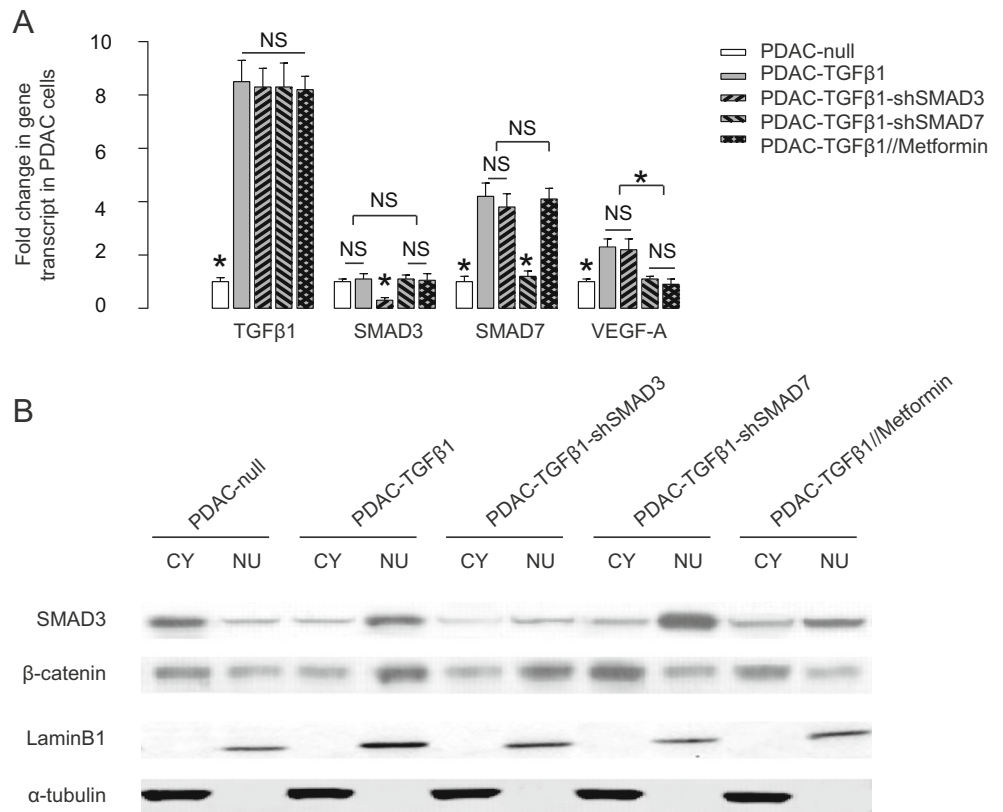 A
Fold change in gene
transcript in PDAC cells
10
8
6
4
2
0
NS
*
NS
NS
*
NS
NS
NS
*
*
*
NS
*
NS
*
TGFβ1
SMAD3
SMAD7
VEGF-A
PDAC-null
PDAC-TGFβ1
PDAC-TGFβ1-shSMAD3
PDAC-TGFβ1-shSMAD7
PDAC-TGFβ1//Metformin
B
PDAC-null
PDAC-TGFβ1
PDAC-TGFβ1-shSMAD3
PDAC-TGFβ1-shSMAD7
PDAC-TGFβ1//Metformin
CY NU CY NU CY NU CY NU CY NU
SMAD3
β-catenin
LaminB1
α-tubulin